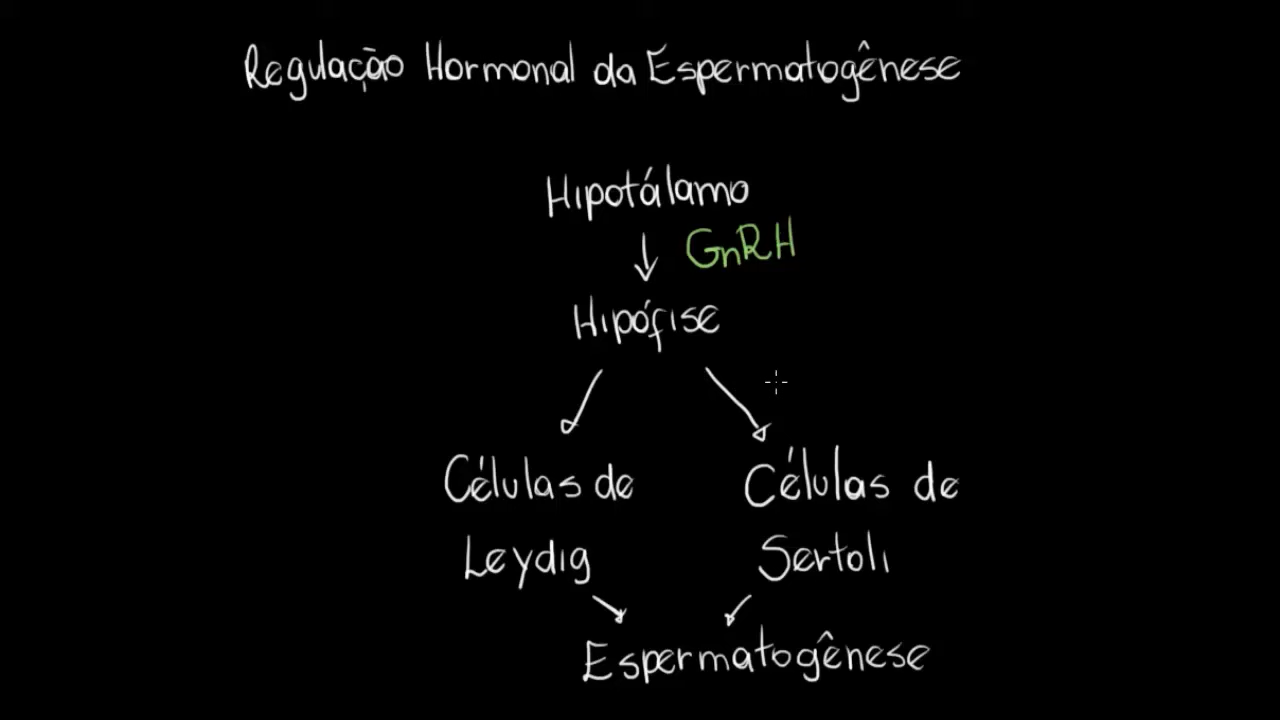 Regulação Hormonal da Espermatogênese
Hipotálamo
GnRH
Hipófise
Células de
Leydig
Células de
Sertoli
Espermatogênese